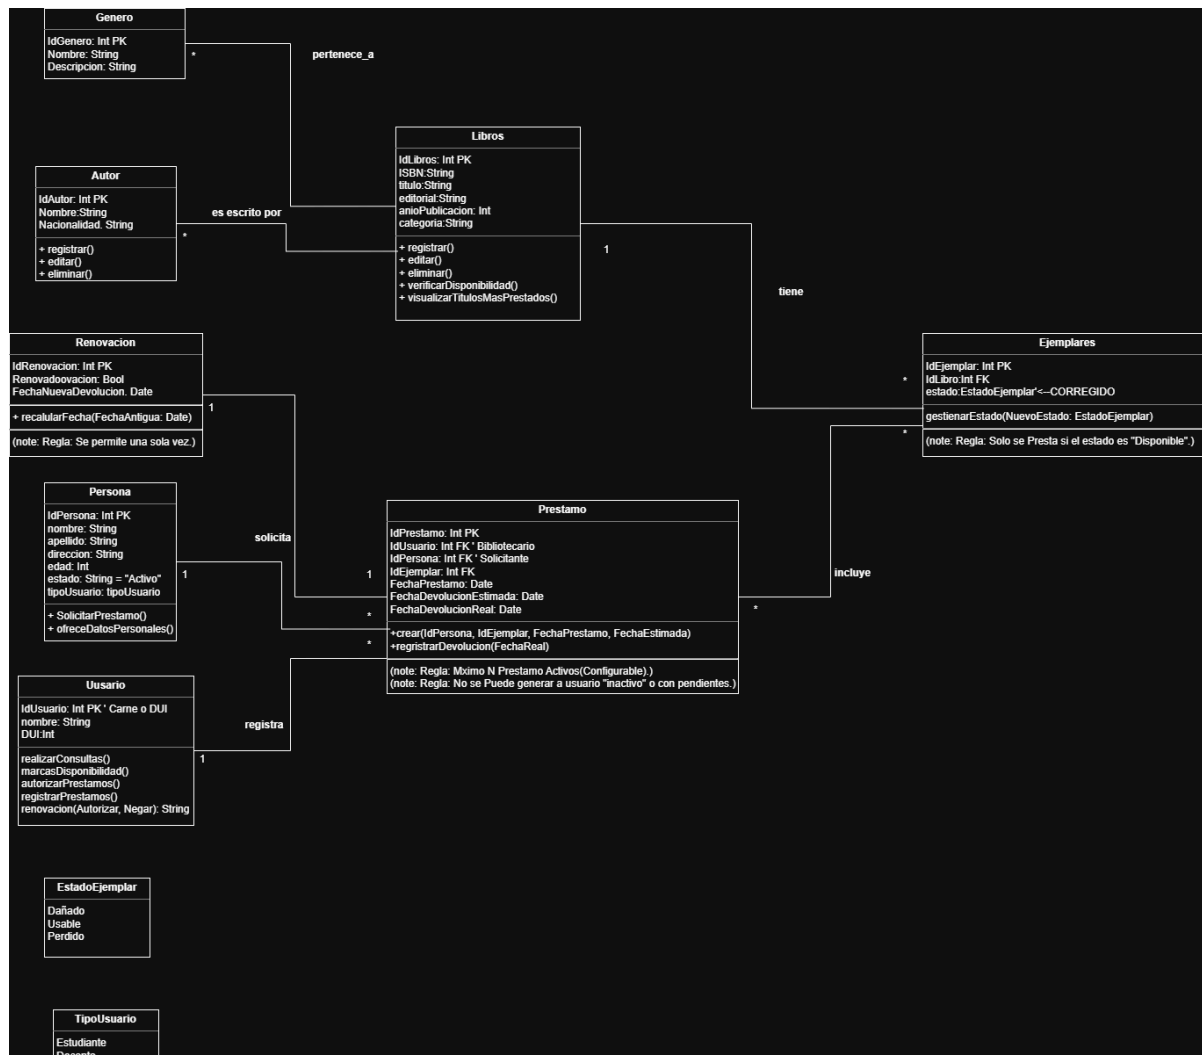 Genero
IdGenero: Int PK
Nombre: String
Descripcion: String
*
pertenece_a
Libros
IdLibros: Int PK
ISBN:String
titulo:String
editorial:String
anioPublicacion: Int
categoria:String
+ registrar()
+ editar()
+ eliminar()
+ verificarDisponibilidad()
+ visualizarTitulosMasPrestados()
Autor
IdAutor: Int PK
Nombre:String
Nacionalidad. String
+ registrar()
+ editar()
+ eliminar()
es escrito por
*
1
tiene
Renovacion
IdRenovacion: Int PK
Renovadoovacion: Bool
FechaNuevaDevolucion. Date
+ recalularFecha(FechaAntigua: Date)
(note: Regla: Se permite una sola vez.)
1
Ejemplares
IdEjemplar: Int PK
IdLibro:Int FK
estado:EstadoEjemplar'<--CORREGIDO
gestienarEstado(NuevoEstado: EstadoEjemplar)
(note: Regla: Solo se Presta si el estado es "Disponible".)
*
*
Persona
IdPersona: Int PK
nombre: String
apellido: String
direccion: String
edad: Int
estado: String = "Activo"
tipoUsuario: tipoUsuario
+ SolicitarPrestamo()
+ ofreceDatosPersonales()
solicita
1
1
*
*
Prestamo
IdPrestamo: Int PK
IdUsuario: Int FK ' Bibliotecario
IdPersona: Int FK ' Solicitante
IdEjemplar: Int FK
FechaPrestamo: Date
FechaDevolucionEstimada: Date
FechaDevolucionReal: Date
+crear(IdPersona, IdEjemplar, FechaPrestamo, FechaEstimada)
+regristrarDevolucion(FechaReal)
(note: Regla: Mximo N Prestamo Activos(Configurable).)
(note: Regla: No se Puede generar a usuario "inactivo" o con pendientes.)
incluye
*
Uusario
IdUsuario: Int PK ' Carne o DUI
nombre: String
DUI:Int
realizarConsultas()
marcasDisponibilidad()
autorizarPrestamos()
registrarPrestamos()
renovacion(Autorizar, Negar): String
registra
1
EstadoEjemplar
Dañado
Usable
Perdido
TipoUsuario
Estudiante